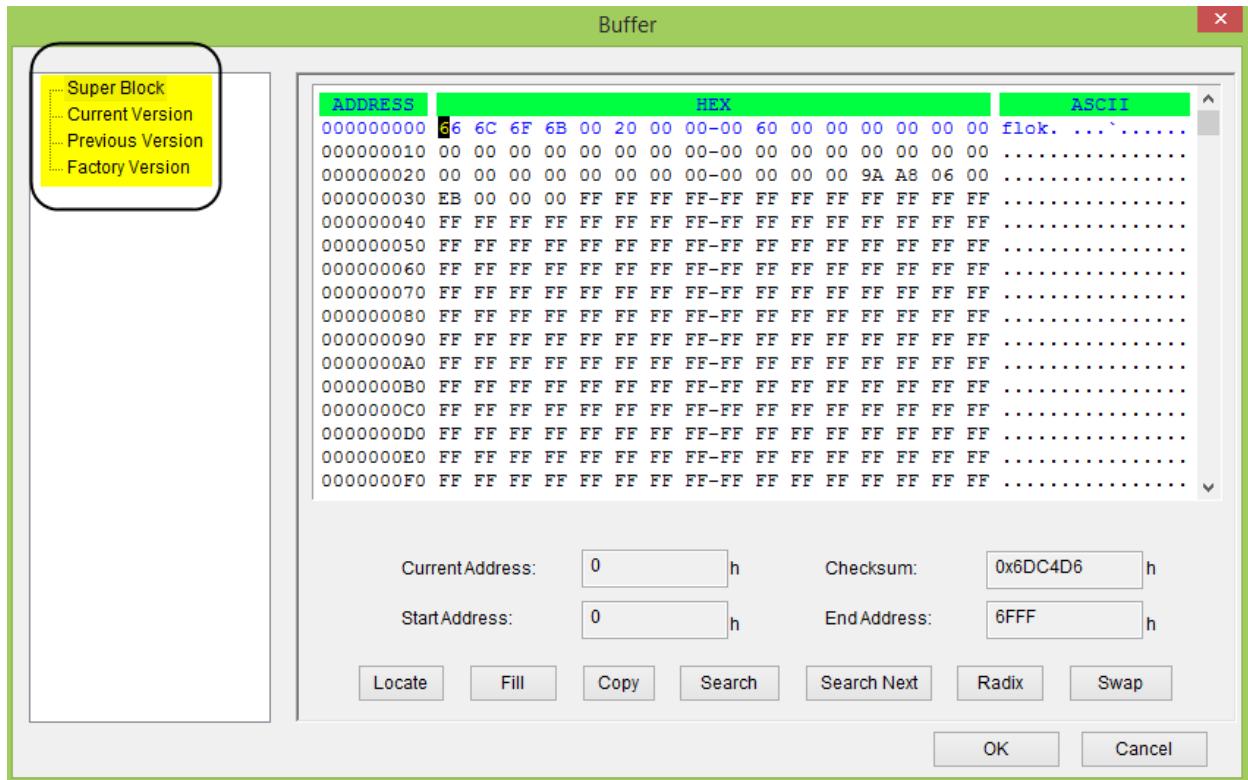 Buffer
Super Block
Current Version
Previous Version
Factory Version
ADDRESS HEX ASCII
000000000 66 6C 6F 6B 00 20 00 00-00 60 00 00 00 00 00 00 flok. ...`......
000000010 00 00 00 00 00 00 00 00-00 00 00 00 00 00 00 00 ................
000000020 00 00 00 00 00 00 00 00-00 00 00 00 9A A8 06 00 ................
000000030 EB 00 00 00 FF FF FF FF-FF FF FF FF FF FF FF FF ................
000000040 FF FF FF FF FF FF FF FF-FF FF FF FF FF FF FF FF ................
000000050 FF FF FF FF FF FF FF FF-FF FF FF FF FF FF FF FF ................
000000060 FF FF FF FF FF FF FF FF-FF FF FF FF FF FF FF FF ................
000000070 FF FF FF FF FF FF FF FF-FF FF FF FF FF FF FF FF ................
000000080 FF FF FF FF FF FF FF FF-FF FF FF FF FF FF FF FF ................
000000090 FF FF FF FF FF FF FF FF-FF FF FF FF FF FF FF FF ................
0000000A0 FF FF FF FF FF FF FF FF-FF FF FF FF FF FF FF FF ................
0000000B0 FF FF FF FF FF FF FF FF-FF FF FF FF FF FF FF FF ................
0000000C0 FF FF FF FF FF FF FF FF-FF FF FF FF FF FF FF FF ................
0000000D0 FF FF FF FF FF FF FF FF-FF FF FF FF FF FF FF FF ................
0000000E0 FF FF FF FF FF FF FF FF-FF FF FF FF FF FF FF FF ................
0000000F0 FF FF FF FF FF FF FF FF-FF FF FF FF FF FF FF FF ................
Current Address: 0 h Checksum: 0x6DC4D6 h
Start Address: 0 h End Address: 6FFF h
Locate Fill Copy Search Search Next Radix Swap
OK Cancel